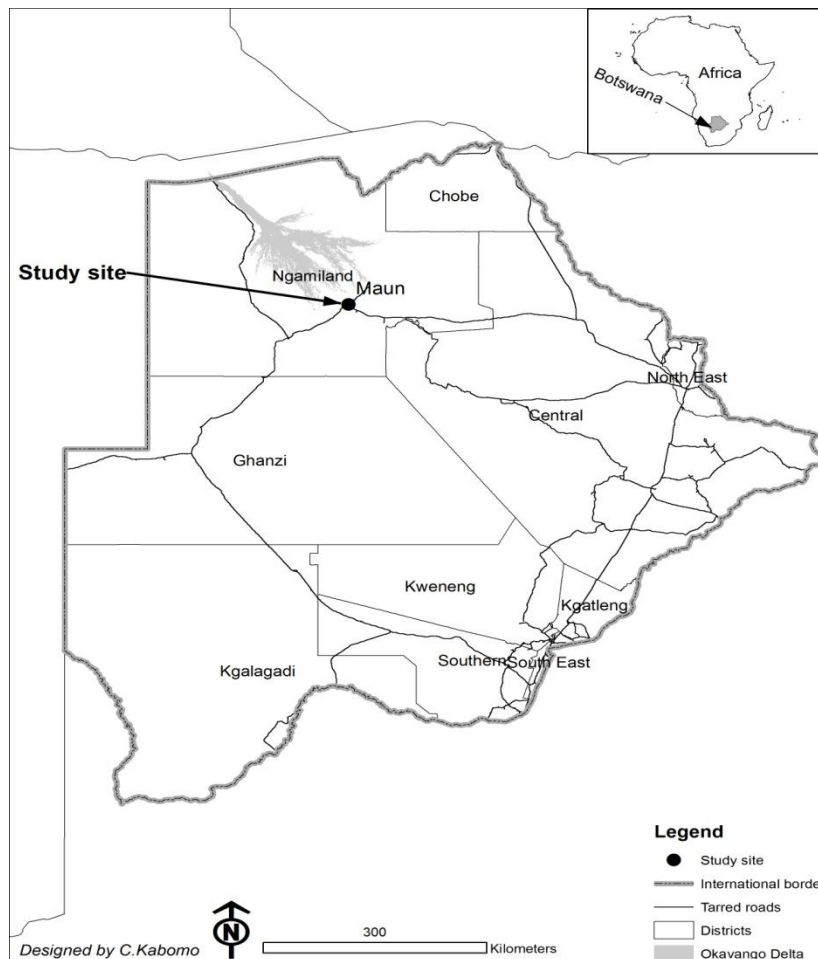 Africa
Botswana
Chobe
Study site
Ngamiland
Maun
North East
Central
Ghanzi
Kweneng
Kgatleng
Southern
South East
Kgalagadi
Legend
Study site
International borde
Tarred roads
Districts
Okavango Delta
N
300
Kilometers
Designed by C.Kabomo